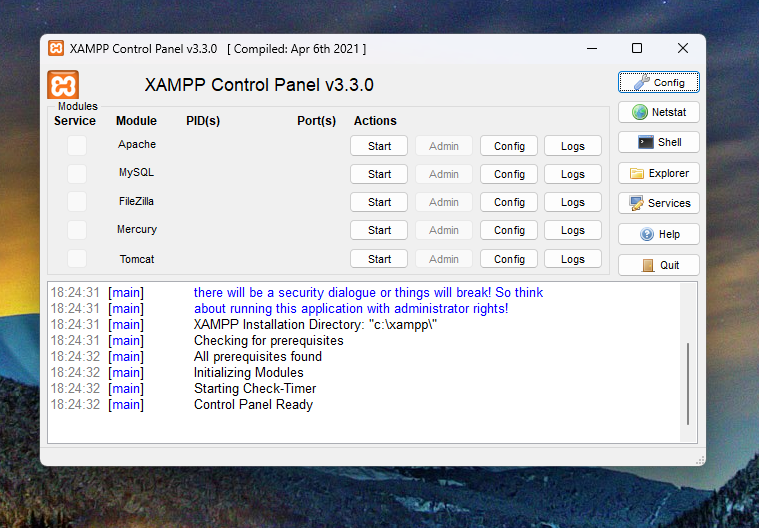 XAMPP Control Panel v3.3.0 [ Compiled: Apr 6th 2021 ]
XAMPP Control Panel v3.3.0
Config
Modules
Service Module PID(s) Port(s) Actions
Netstat
Apache Start Admin Config Logs
Shell
MySQL Start Admin Config Logs
Explorer
FileZilla Start Admin Config Logs
Services
Mercury Start Admin Config Logs
Help
Tomcat Start Admin Config Logs
Quit
18:24:31 [main] there will be a security dialogue or things will break! So think
18:24:31 [main] about running this application with administrator rights!
18:24:31 [main] XAMPP Installation Directory: "c:\xampp\"
18:24:31 [main] Checking for prerequisites
18:24:32 [main] All prerequisites found
18:24:32 [main] Initializing Modules
18:24:32 [main] Starting Check-Timer
18:24:32 [main] Control Panel Ready